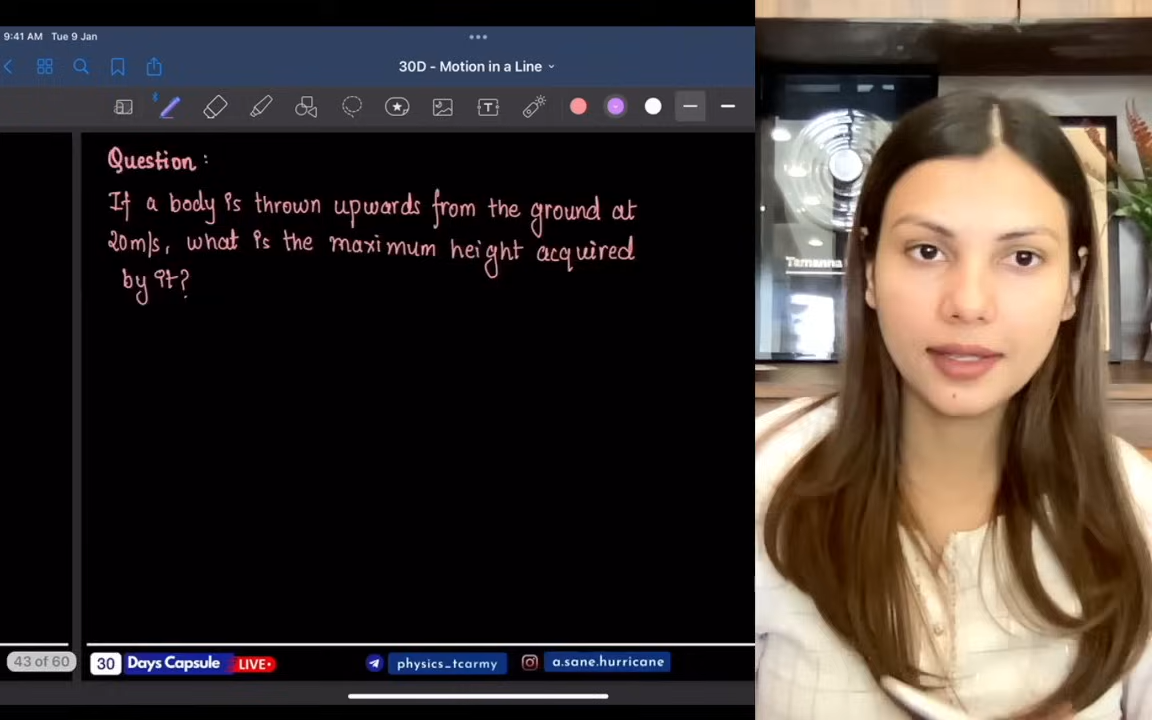 9:41 AM Tue 9 Jan
30D - Motion in a Line
Question :
If a body is thrown upwards from the ground at
20m/s, what is the maximum height acquired
by it?
43 of 60
30 Days Capsule LIVE
physics_tcarmy
a.sane.hurricane